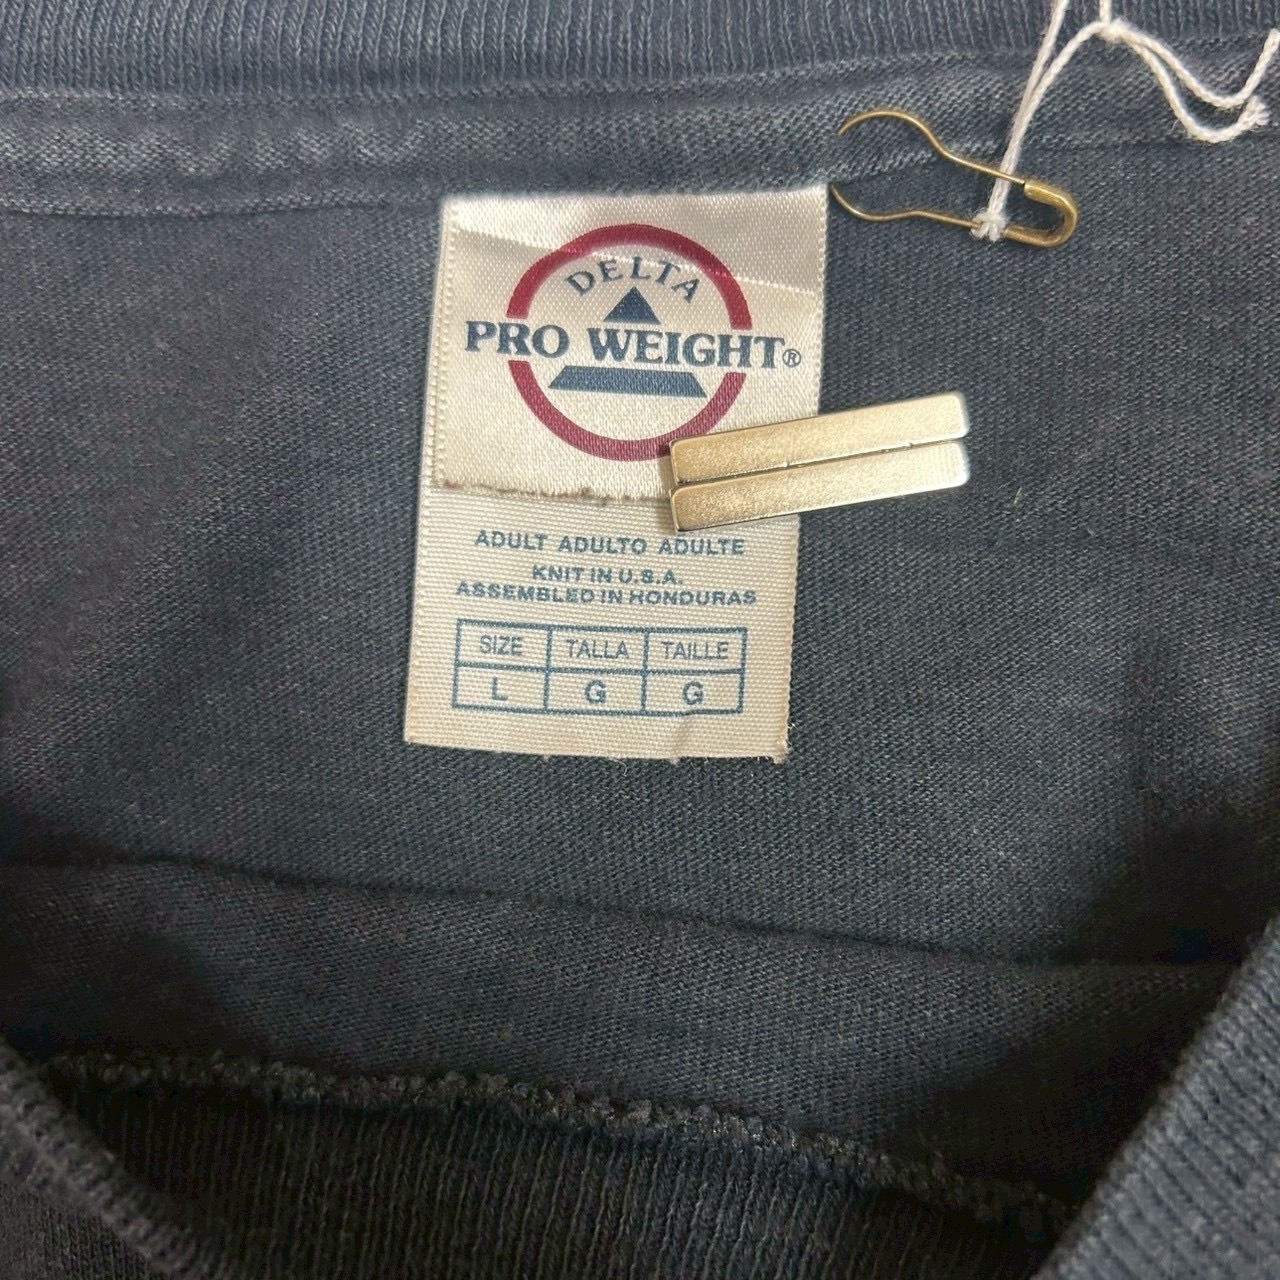 DELTA
PRO WEIGHT®
ADULT ADULTO ADULTE
KNIT IN U.S.A.
ASSEMBLED IN HONDURAS
SIZE TALLA TAILLE
L G G